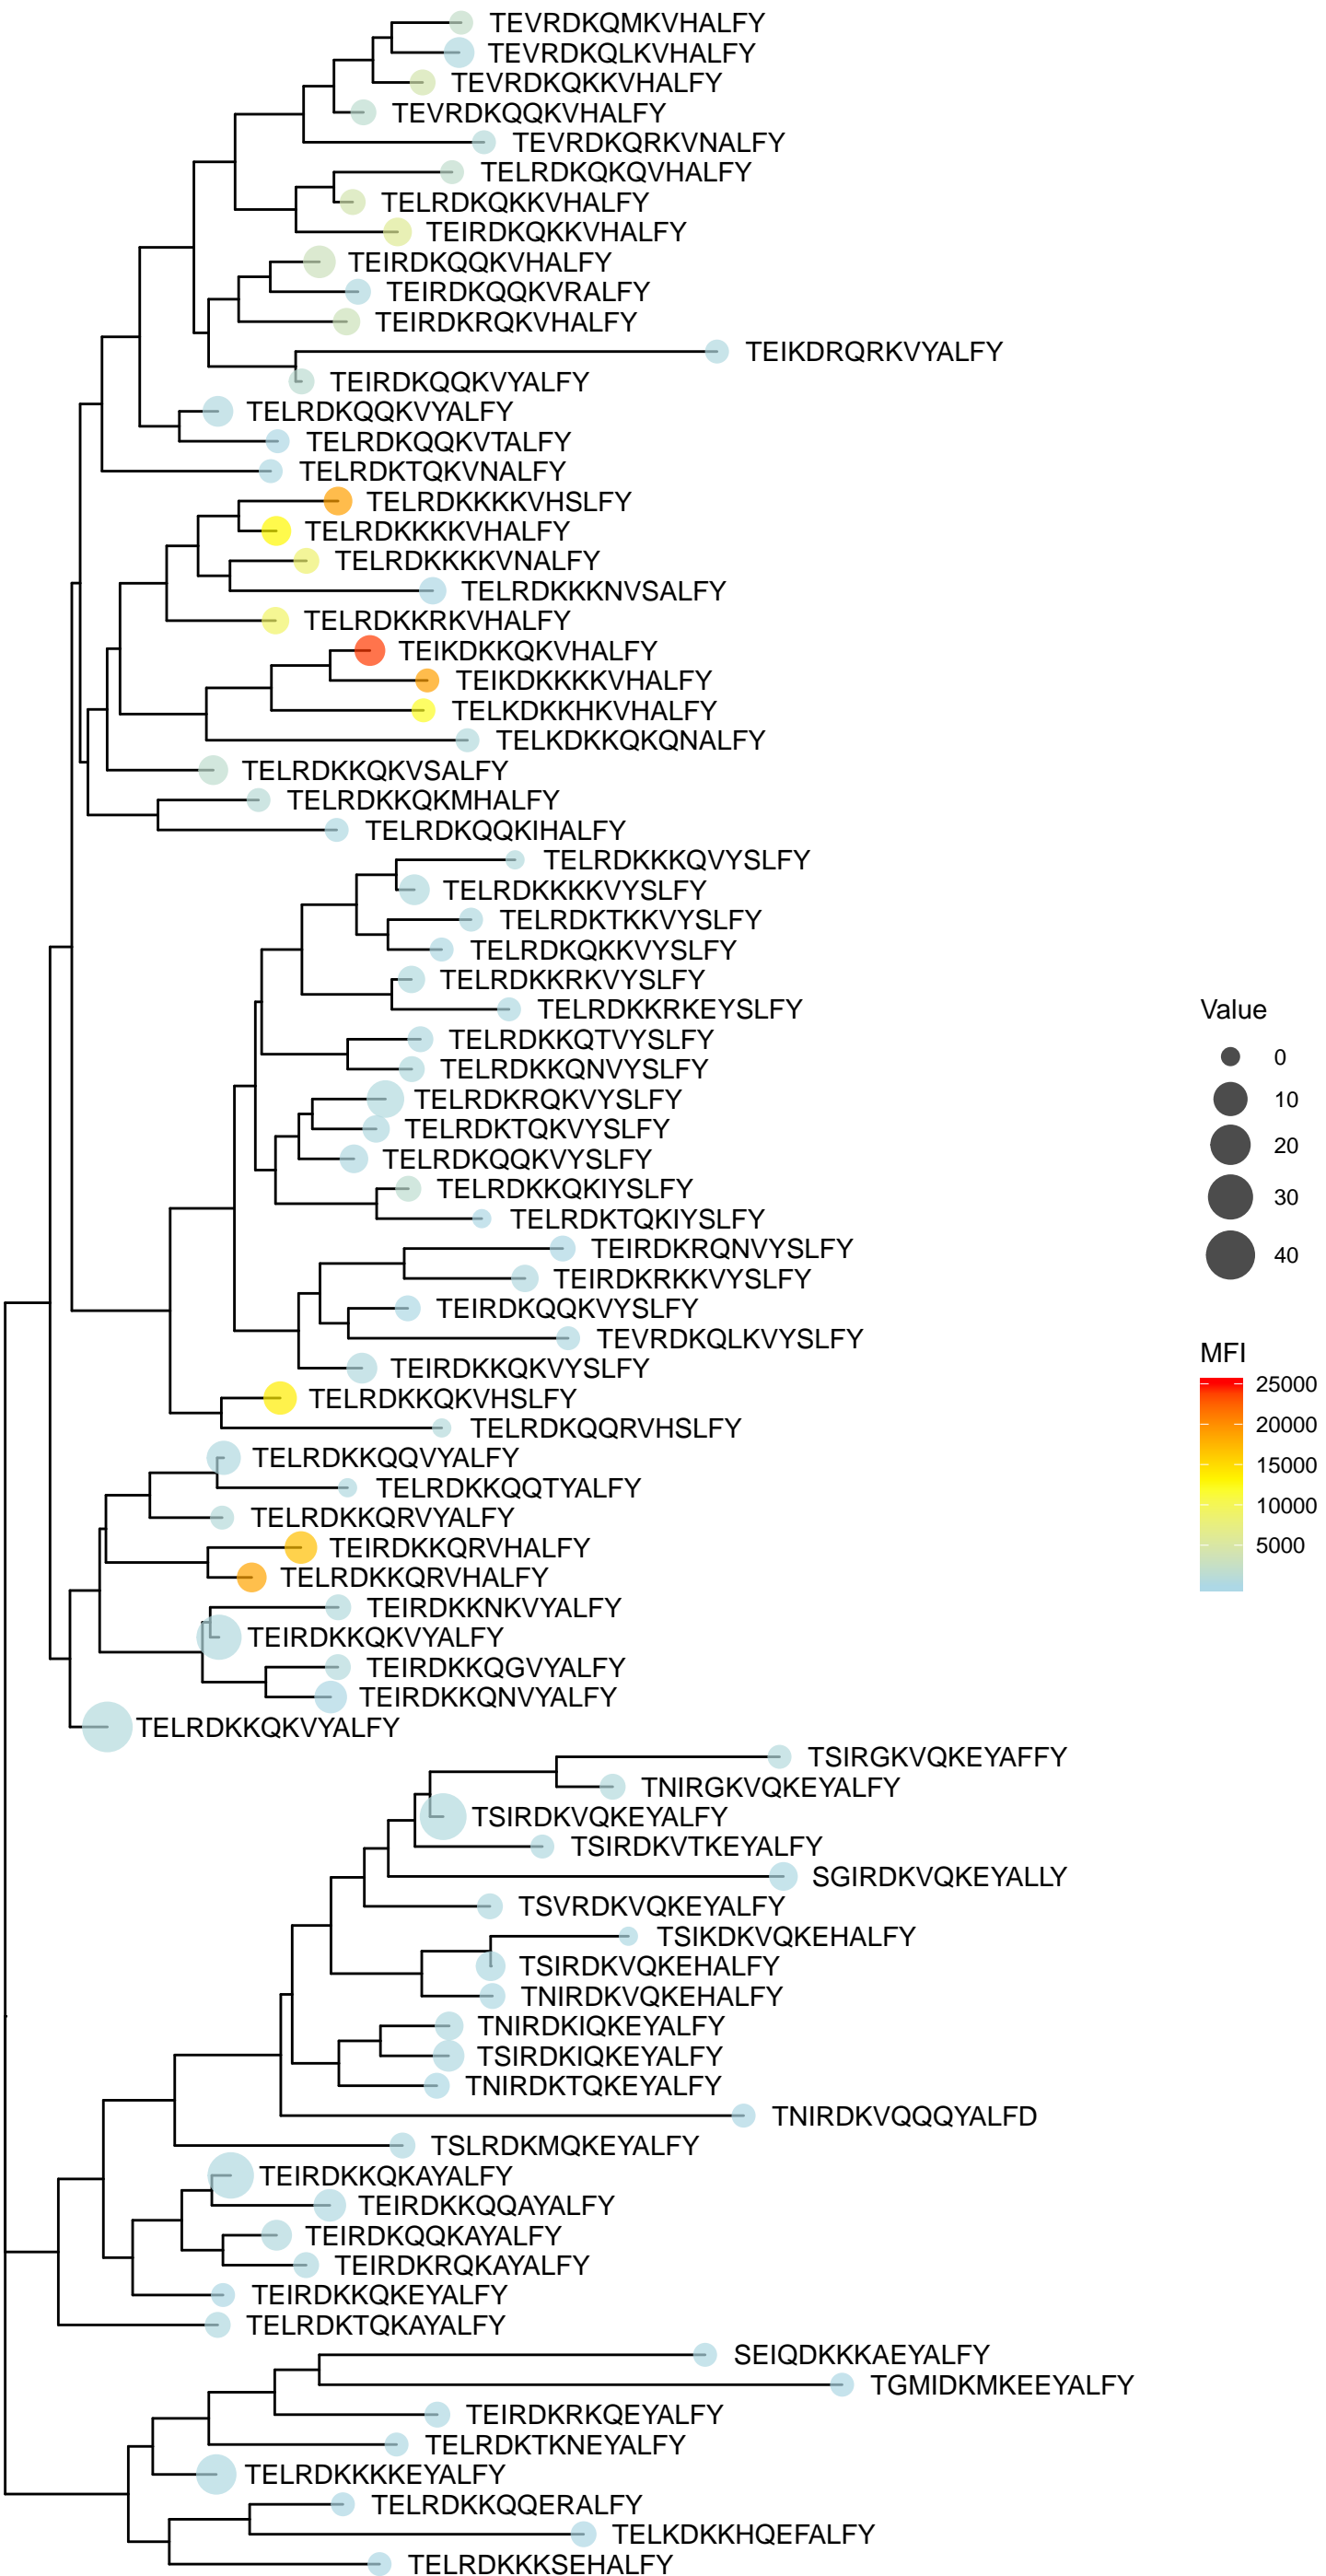 TEVRDKQMKVHALFY
TEVRDKQLKVHALFY
TEVRDKQKKVHALFY
TEVRDKQQKVHALFY
TEVRDKQRKVNALFY
TELRDKQKQVHALFY
TELRDKQKKVHALFY
TEIRDKQKKVHALFY
TEIRDKQQKVHALFY
TEIRDKQQKVRALFY
TEIRDKRQKVHALFY
TEIKDRQRKVYALFY
TEIRDKQQKVYALFY
TELRDKQQKVYALFY
TELRDKQQKVTALFY
TELRDKTQKVNALFY
TELRDKKKKVHSLFY
TELRDKKKKVHALFY
TELRDKKKKVNALFY
TELRDKKKNVSALFY
TELRDKKRKVHALFY
TEIKDKKQKVHALFY
TEIKDKKKKVHALFY
TELKDKKHKVHALFY
TELKDKKQKQNALFY
TELRDKKQKVSALFY
TELRDKKQKMHALFY
TELRDKQQKIHALFY
TELRDKKKQVYSLFY
TELRDKKKKVYSLFY
TELRDKTKKVYSLFY
TELRDKQKKVYSLFY
TELRDKKRKVYSLFY
TELRDKKRKEYSLFY
TELRDKKQTVYSLFY
TELRDKKQNVYSLFY
TELRDKRQKVYSLFY
TELRDKTQKVYSLFY
TELRDKQQKVYSLFY
TELRDKKQKIYSLFY
TELRDKTQKIYSLFY
TEIRDKRQNVYSLFY
TEIRDKRKKVYSLFY
TEIRDKQQKVYSLFY
TEVRDKQLKVYSLFY
TEIRDKKQKVYSLFY
TELRDKKQKVHSLFY
TELRDKQQRVHSLFY
TELRDKKQQVYALFY
TELRDKKQQTYALFY
TELRDKKQRVYALFY
TEIRDKKQRVHALFY
TELRDKKQRVHALFY
TEIRDKKNKVYALFY
TEIRDKKQKVYALFY
TEIRDKKQGVYALFY
TEIRDKKQNVYALFY
TELRDKKQKVYALFY
TSIRGKVQKEYAFFY
TNIRGKVQKEYALFY
TSIRDKVQKEYALFY
TSIRDKVTKEYALFY
SGIRDKVQKEYALLY
TSVRDKVQKEYALFY
TSIKDKVQKEHALFY
TSIRDKVQKEHALFY
TNIRDKVQKEHALFY
TNIRDKIQKEYALFY
TSIRDKIQKEYALFY
TNIRDKTQKEYALFY
TNIRDKVQQQYALFD
TSLRDKMQKEYALFY
TEIRDKKQKAYALFY
TEIRDKKQQAYALFY
TEIRDKQQKAYALFY
TEIRDKRQKAYALFY
TEIRDKKQKEYALFY
TELRDKTQKAYALFY
SEIQDKKKAEYALFY
TGMIDKMKEEYALFY
TEIRDKRKQEYALFY
TELRDKTKNEYALFY
TELRDKKKKEYALFY
TELRDKKQQERALFY
TELKDKKHQEFALFY
TELRDKKKSEHALFY
Value
0
10
20
30
40
MFI
25000
20000
15000
10000
5000